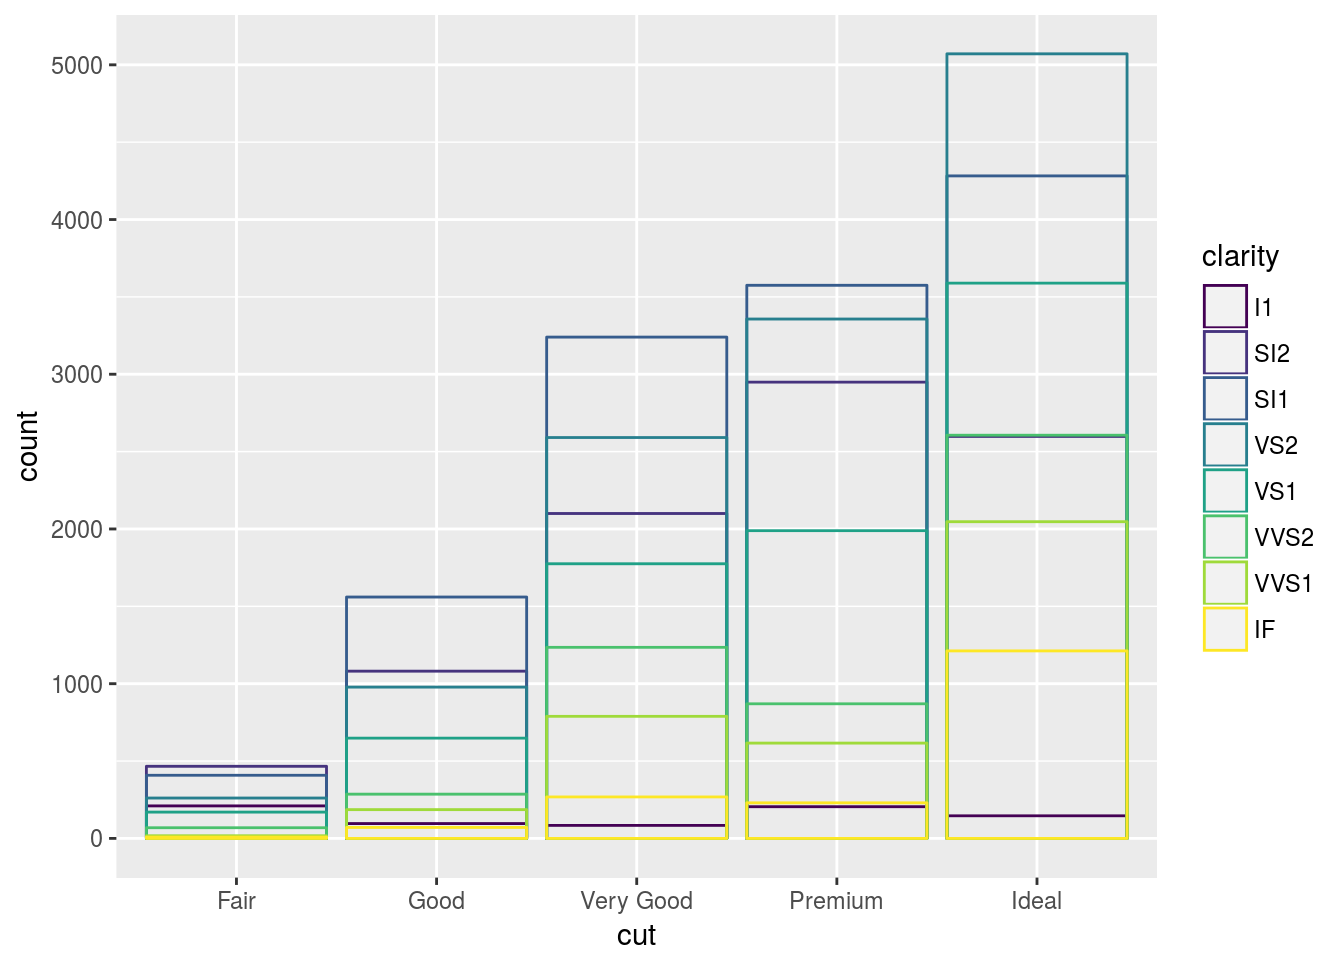 5000
4000
3000
2000
1000
0
count
Fair Good Very Good Premium Ideal
cut
clarity
I1
SI2
SI1
VS2
VS1
VVS2
VVS1
IF